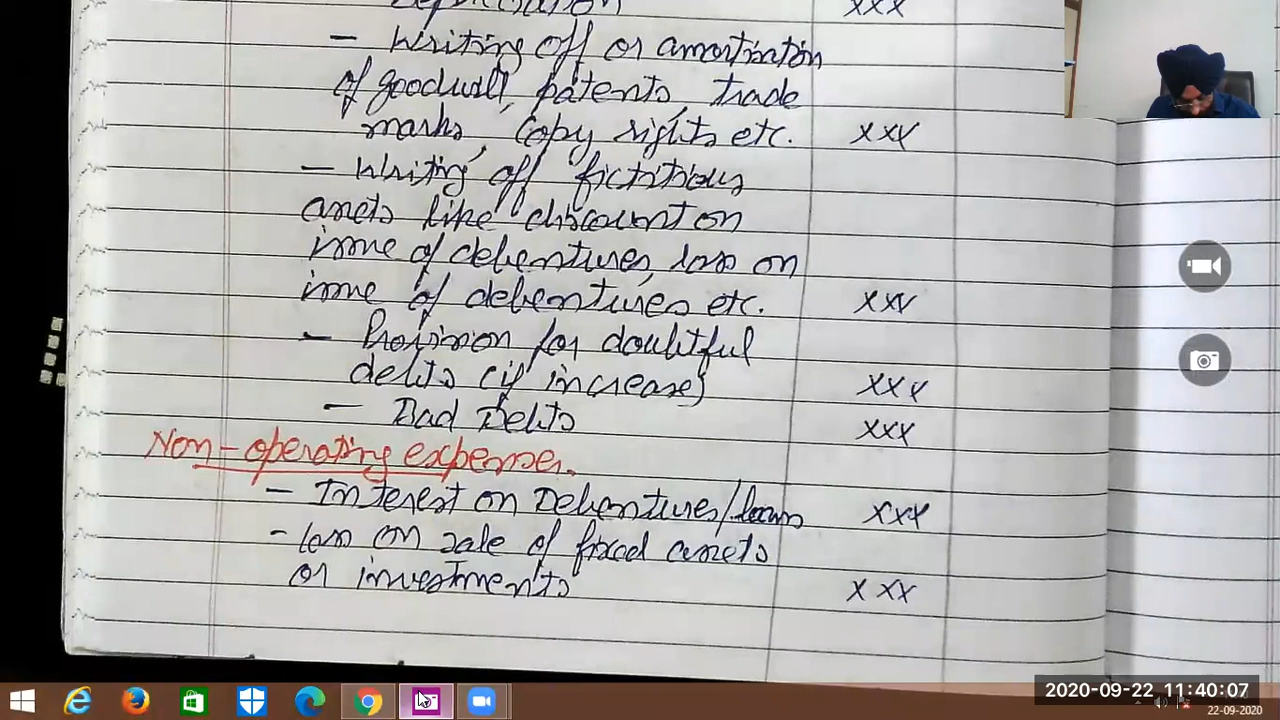 Depreciation xxx
- Writing off or amortization
of goodwill, patents, trade
marks, Copy rights etc. xxx
- Writing off fictitious
assets like discount on
issue of debentures, loss on
issue of debentures etc. xxx
- Provision for doubtful
debts (if increase) xxx
- Bad Debts xxx
Non-operating expenses.
- Interest on Debentures/loans xxx
- Loss on sale of fixed assets
or investments xxx
2020-09-22 11:40:07
22-09-2020